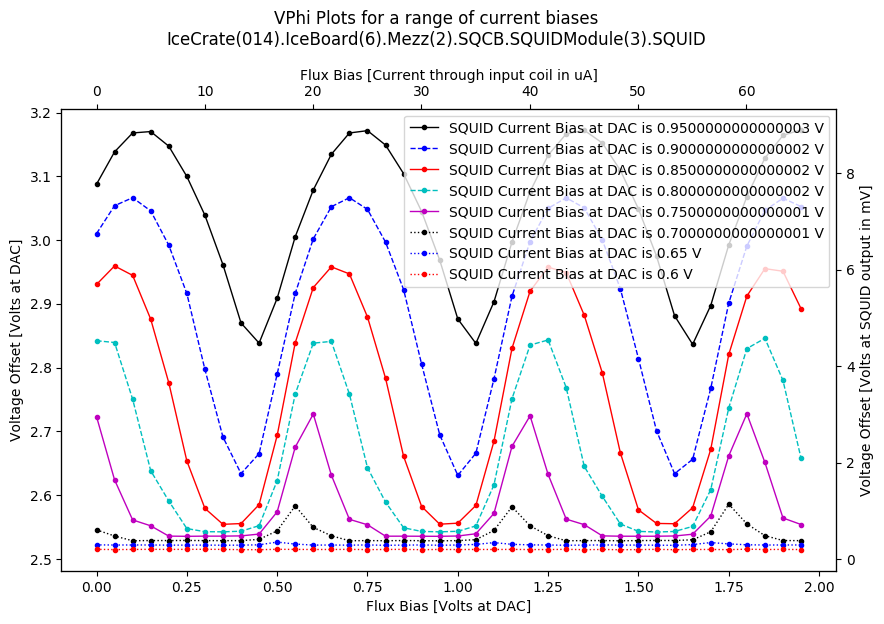 VPhi Plots for a range of current biases
IceCrate(014).IceBoard(6).Mezz(2).SQCB.SQUIDModule(3).SQUID
Flux Bias [Current through input coil in uA]
0 10 20 30 40 50 60
3.2
3.1
3.0
2.9
2.8
2.7
2.6
2.5
Voltage Offset [Volts at DAC]
SQUID Current Bias at DAC is 0.9500000000000003 V
SQUID Current Bias at DAC is 0.9000000000000002 V
SQUID Current Bias at DAC is 0.8500000000000002 V
SQUID Current Bias at DAC is 0.8000000000000002 V
SQUID Current Bias at DAC is 0.7500000000000001 V
SQUID Current Bias at DAC is 0.7000000000000001 V
SQUID Current Bias at DAC is 0.65 V
SQUID Current Bias at DAC is 0.6 V
8
6
4
2
0
Voltage Offset [Volts at SQUID output in mV]
0.00 0.25 0.50 0.75 1.00 1.25 1.50 1.75 2.00
Flux Bias [Volts at DAC]